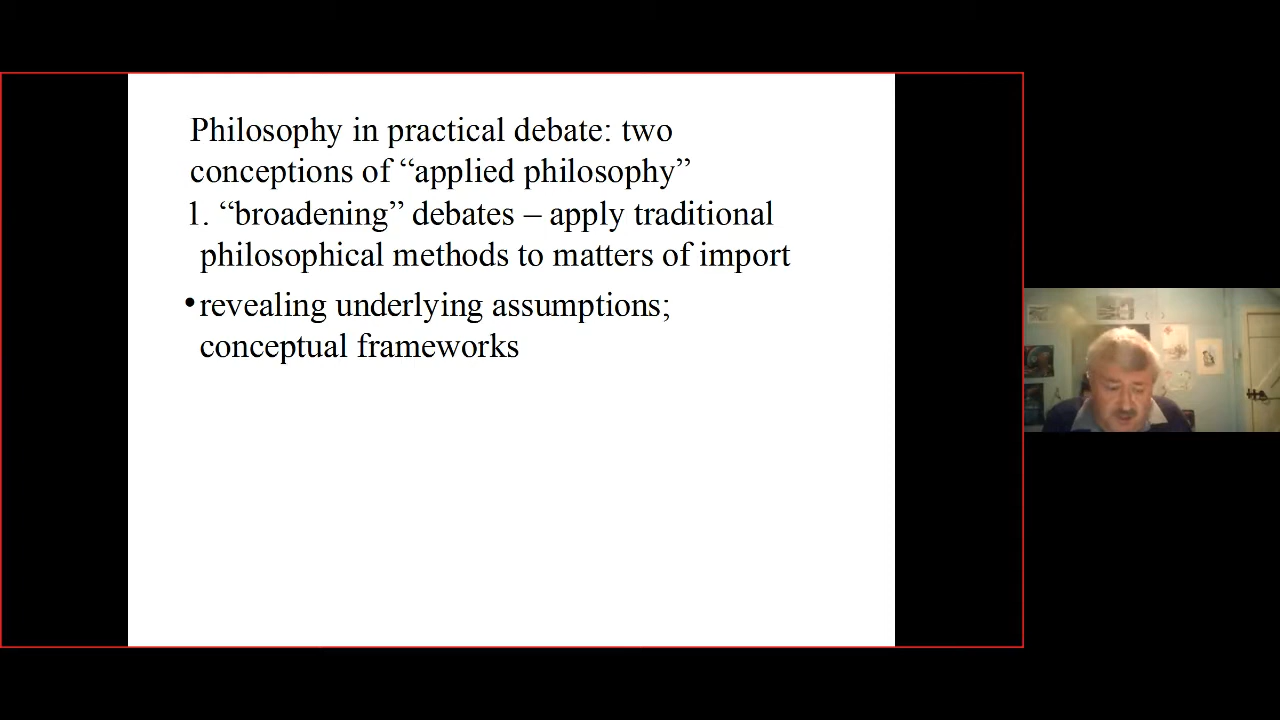 Philosophy in practical debate: two
conceptions of “applied philosophy”
1. “broadening” debates – apply traditional
philosophical methods to matters of import
•revealing underlying assumptions;
conceptual frameworks